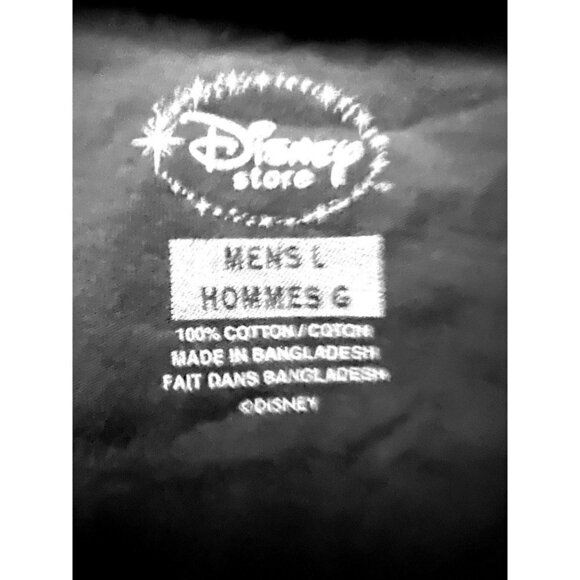 Disney
store
MENS L
HOMMES G
100% COTTON / COTON
MADE IN BANGLADESH
FAIT DANS BANGLADESH
©DISNEY